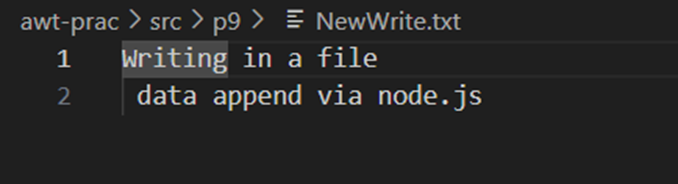 awt-prac > src > p9 > NewWrite.txt
1 Writing in a file
2 data append via node.js